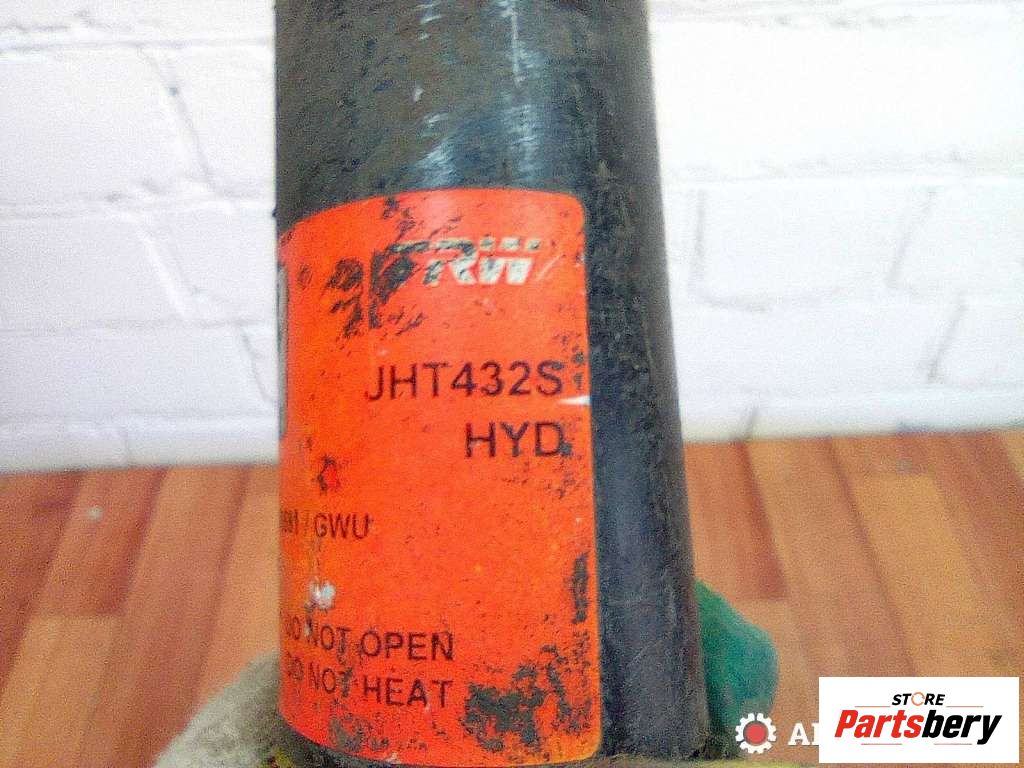 TRW
JHT432S
HYD.
/GWU
DO NOT OPEN
DO NOT HEAT
STORE
Partsbery